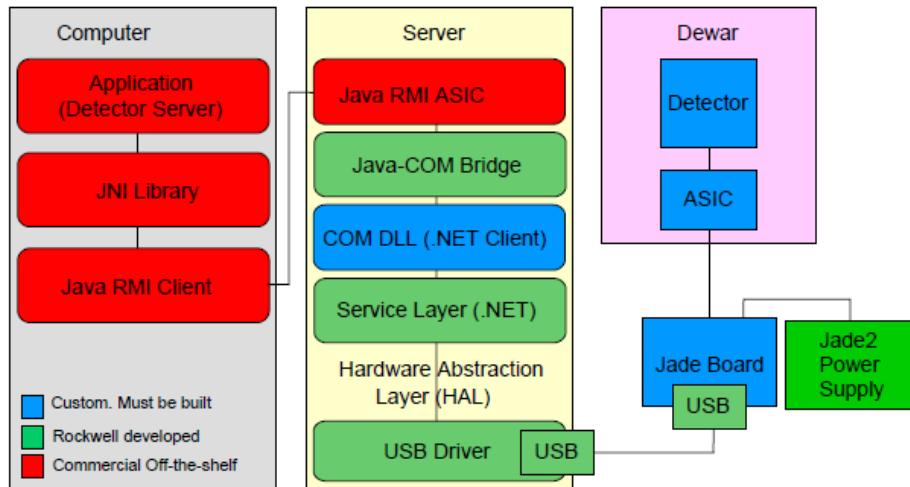 Computer
Application
(Detector Server)
JNI Library
Java RMI Client
Custom. Must be built
Rockwell developed
Commercial Off-the-shelf
Server
Java RMI ASIC
Java-COM Bridge
COM DLL (.NET Client)
Service Layer (.NET)
Hardware Abstraction
Layer (HAL)
USB Driver
USB
Dewar
Detector
ASIC
Jade Board
USB
Jade2
Power
Supply